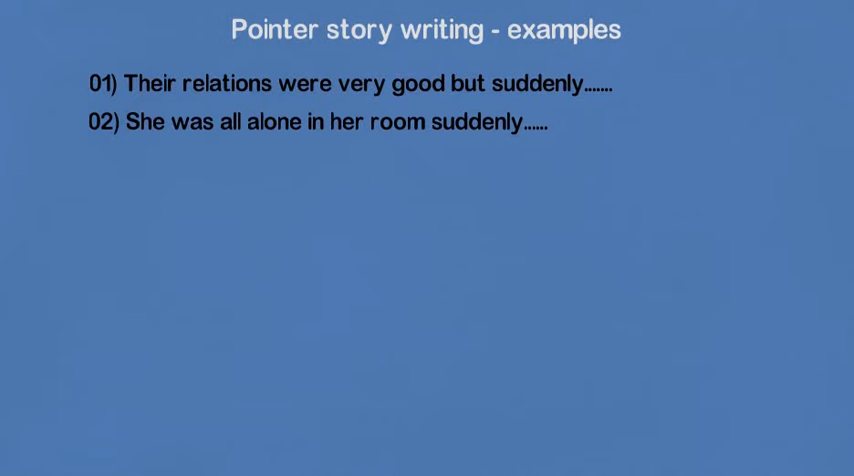 Pointer story writing - examples
01) Their relations were very good but suddenly.......
02) She was all alone in her room suddenly......